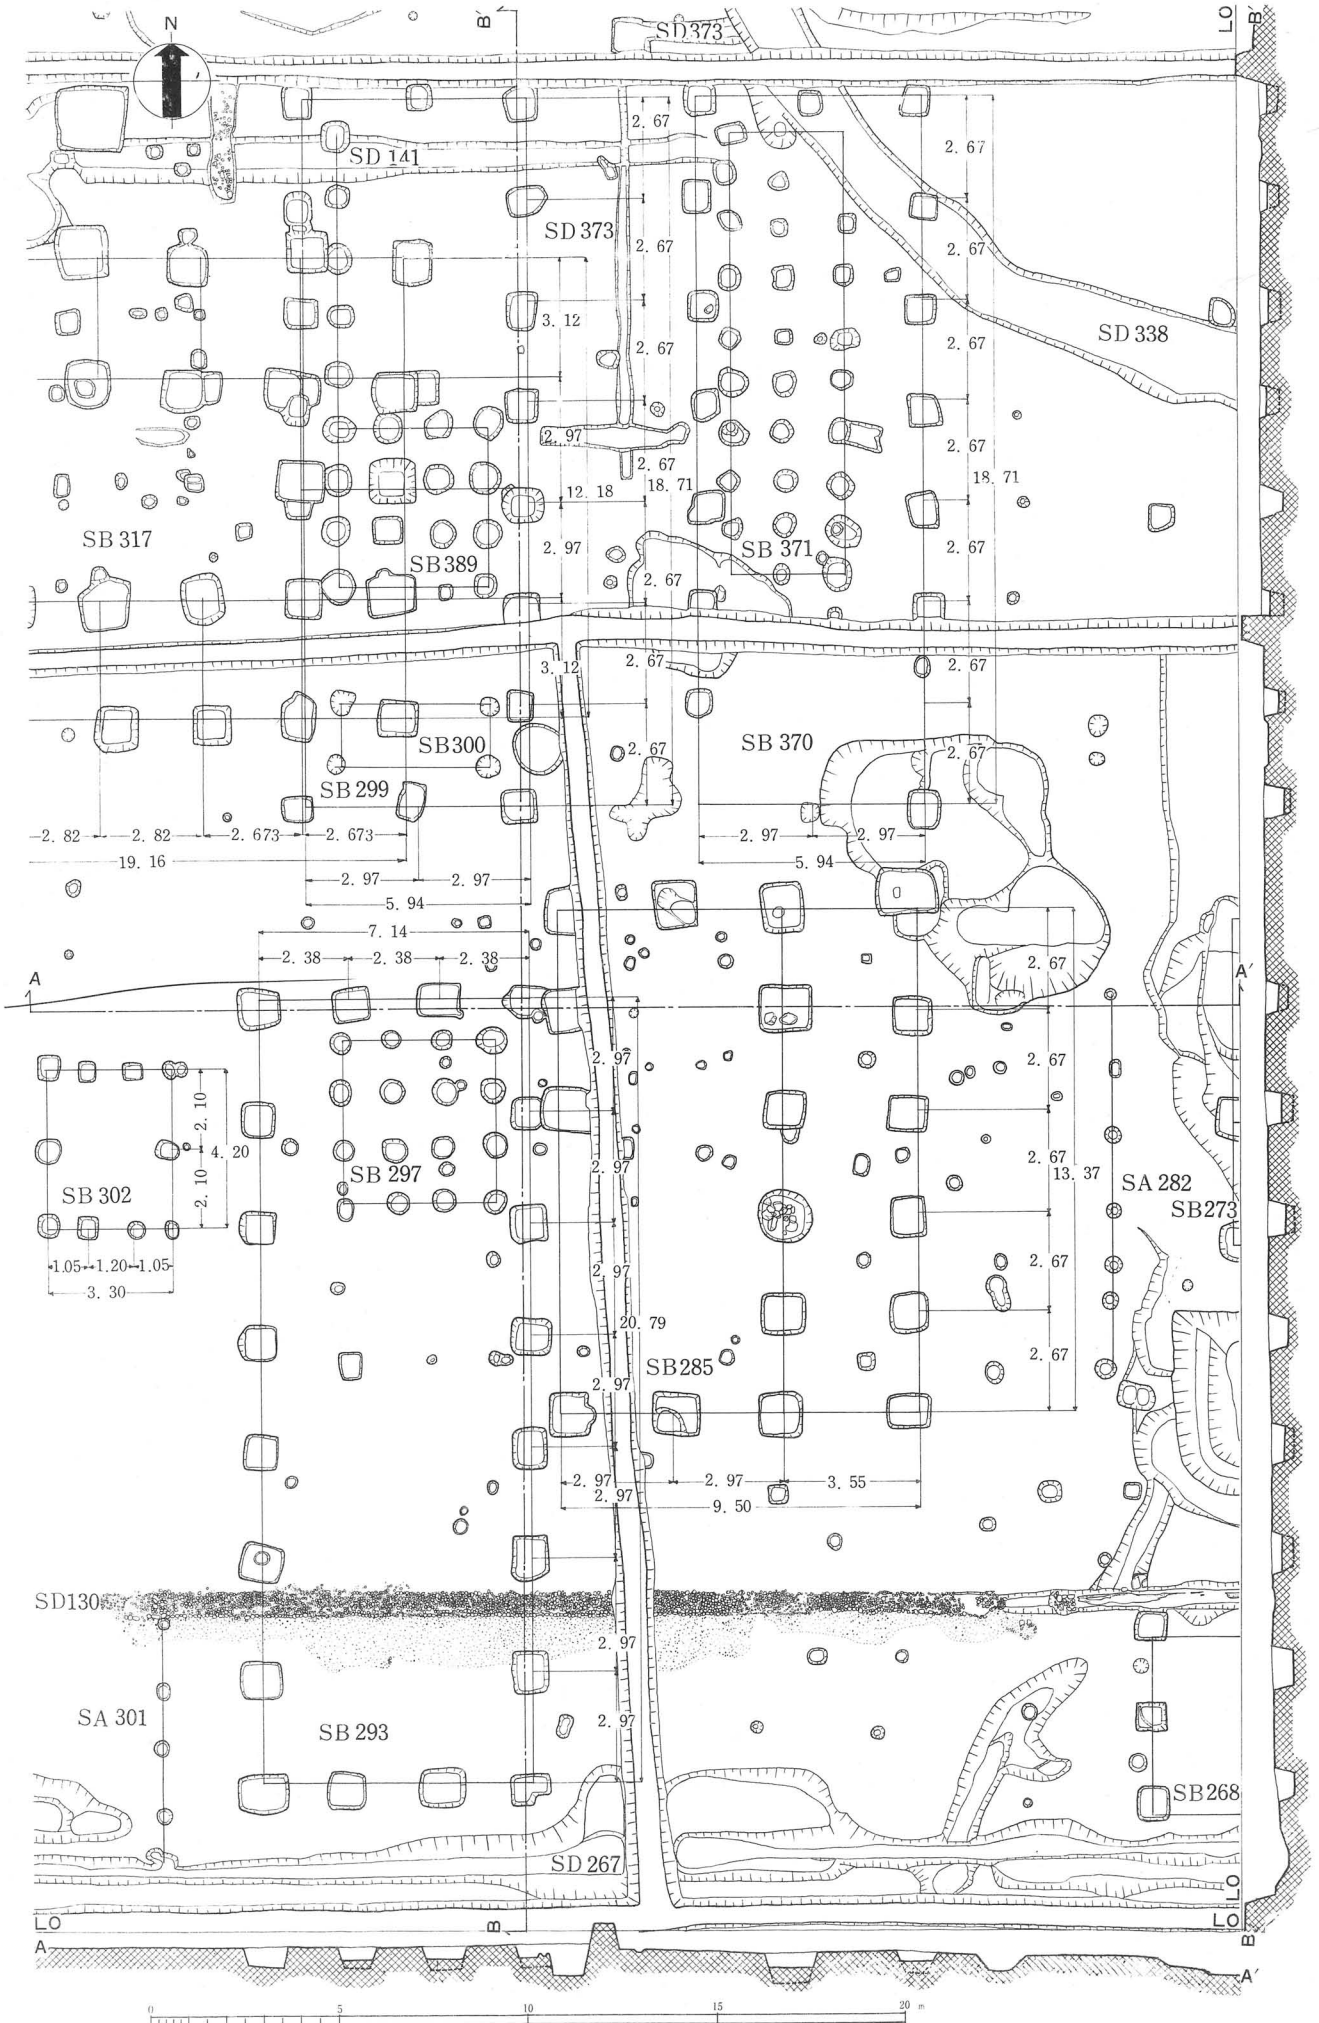 N
B′
SD373
LO
B′
2. 67
2. 67
SD 141
SD 373
2. 67
2. 67
3. 12
SD 338
2. 67
2. 67
2. 97
2. 67
2. 67
12. 18
18. 71
18. 71
SB 317
SB389
2. 97
SB 371
2. 67
2. 67
3. 12
2. 67
2. 67
SB300
SB 370
2. 67
2. 67
SB 299
2. 82
2. 82
2. 673
2. 673
2. 97
2. 97
19. 16
5. 94
2. 97
2. 97
5. 94
7. 14
2. 38
2. 38
2. 38
2. 67
A
A′
2. 97
2. 67
2. 10
4. 20
2. 97
2. 67
13. 37
SB 297
SB 302
2. 10
SA 282
SB273
1.05
1.20
1.05
2. 97
2. 67
3. 30
20. 79
2. 67
SB285
2. 97
2. 97
2. 97
3. 55
2. 97
9. 50
SD130
2. 97
SA 301
SB 293
2. 97
SB268
SD 267
LO
B
LO
LO
A
B
A′
0 5 10 15 20 m